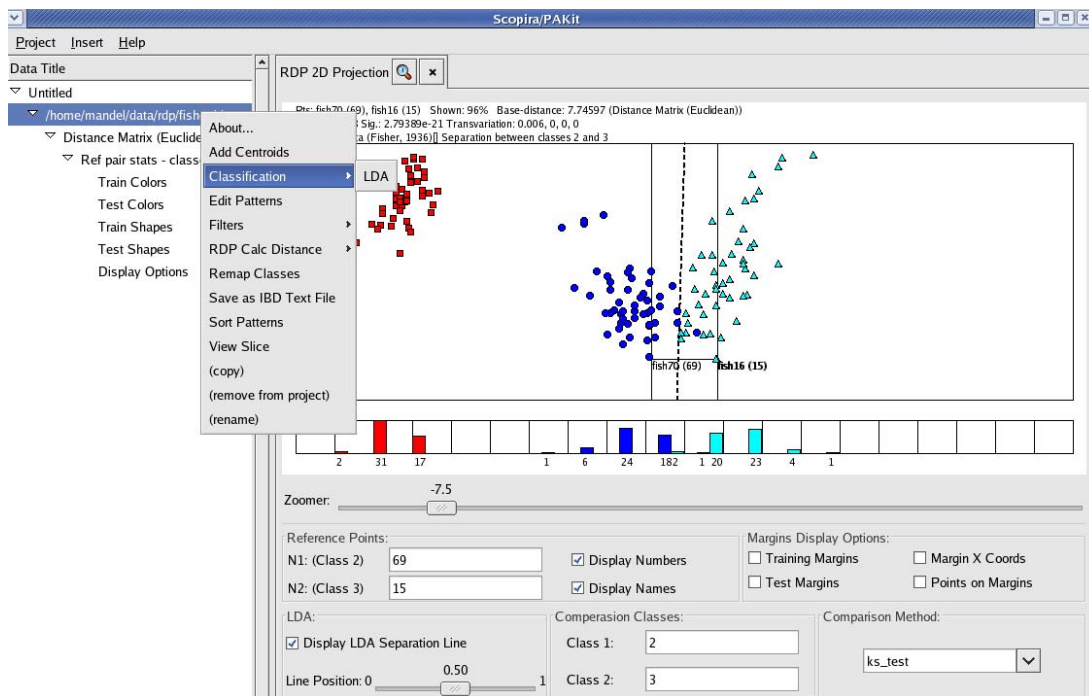 Scopira/PAKit
Project Insert Help
Data Title
Untitled
/home/mandel/data/rdp/fish
Distance Matrix (Euclide
Ref pair stats - class
Train Colors
Test Colors
Train Shapes
Test Shapes
Display Options
About...
Add Centroids
Classification
LDA
Edit Patterns
Filters
RDP Calc Distance
Remap Classes
Save as IBD Text File
Sort Patterns
View Slice
(copy)
(remove from project)
(rename)
RDP 2D Projection
Pts: fish70 (69), fish16 (15) Shown: 96% Base-distance: 7.74597 (Distance Matrix (Euclidean))
Sig.: 2.79389e-21 Transvariation: 0.006, 0, 0, 0
(Fisher, 1936)[] Separation between classes 2 and 3
fish70 (69) fish16 (15)
2 31 17 1 6 24 182 1 20 23 4 1
Zoomer: -7.5
Reference Points:
N1: (Class 2) 69 Display Numbers
N2: (Class 3) 15 Display Names
Margins Display Options:
Training Margins Margin X Coords
Test Margins Points on Margins
LDA:
Display LDA Separation Line
Line Position: 0 0.50 1
Comperasion Classes:
Class 1: 2
Class 2: 3
Comparison Method:
ks_test